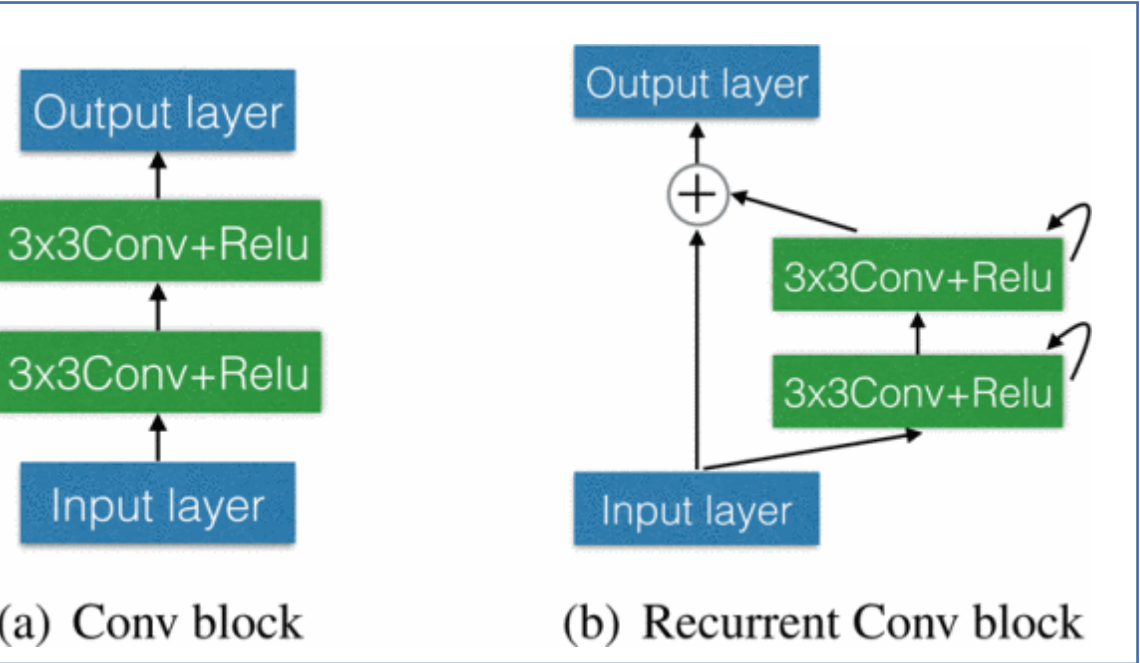 Output layer
3x3Conv+Relu
3x3Conv+Relu
Input layer
(a) Conv block
Output layer
+
3x3Conv+Relu
3x3Conv+Relu
Input layer
(b) Recurrent Conv block